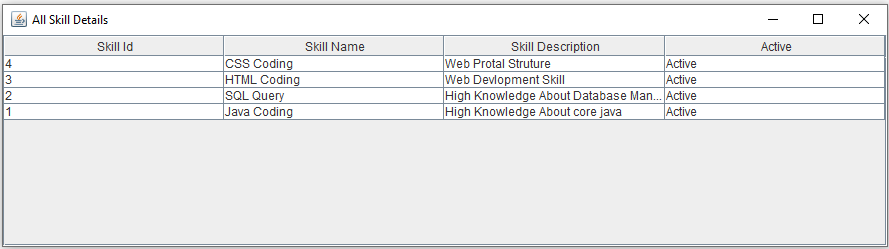 All Skill Details
Skill Id Skill Name Skill Description Active
4 CSS Coding Web Protal Struture Active
3 HTML Coding Web Devlopment Skill Active
2 SQL Query High Knowledge About Database Man... Active
1 Java Coding High Knowledge About core java Active